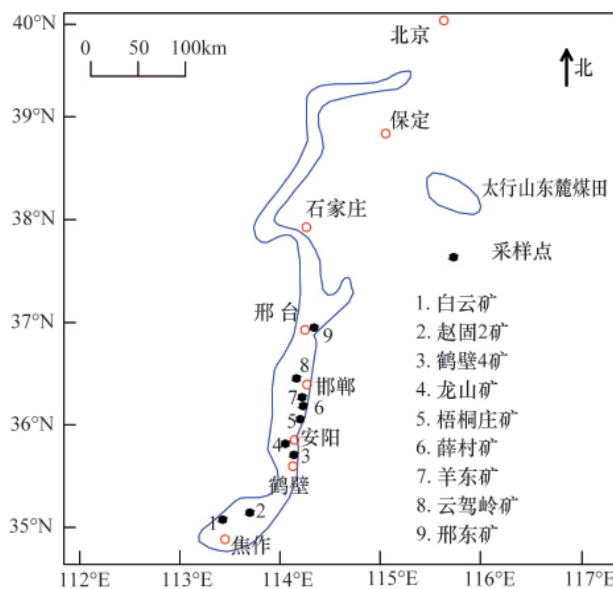 40°N
39°N
38°N
37°N
36°N
35°N
112°E
113°E
114°E
115°E
116°E
117°E
0 50 100km
北京
北
保定
太行山东麓煤田
石家庄
采样点
邢台
9
8
邯郸
7
6
5
安阳
4
3
鹤壁
2
1
焦作
1. 白云矿
2. 赵固2矿
3. 鹤壁4矿
4. 龙山矿
5. 梧桐庄矿
6. 薛村矿
7. 羊东矿
8. 云驾岭矿
9. 邢东矿